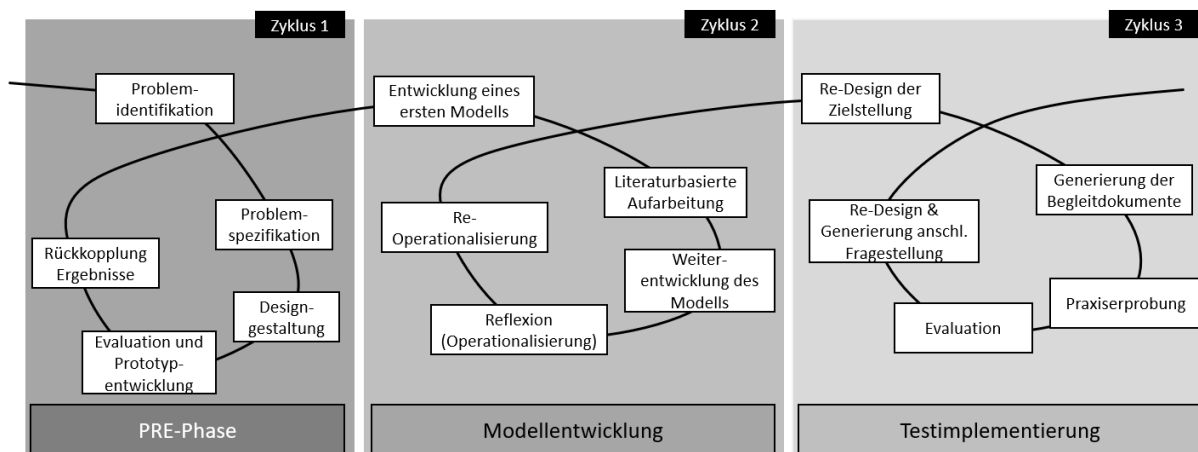 Zyklus 1
Problem-
identifikation
Problem-
spezifikation
Design-
gestaltung
Evaluation und
Prototyp-
entwicklung
Rückkopplung
Ergebnisse
PRE-Phase
Zyklus 2
Entwicklung eines
ersten Modells
Literaturbasierte
Aufarbeitung
Weiter-
entwicklung des
Modells
Reflexion
(Operationalisierung)
Re-
Operationalisierung
Modellentwicklung
Zyklus 3
Re-Design der
Zielstellung
Generierung der
Begleitdokumente
Praxiserprobung
Evaluation
Re-Design &
Generierung anschl.
Fragestellung
Testimplementierung